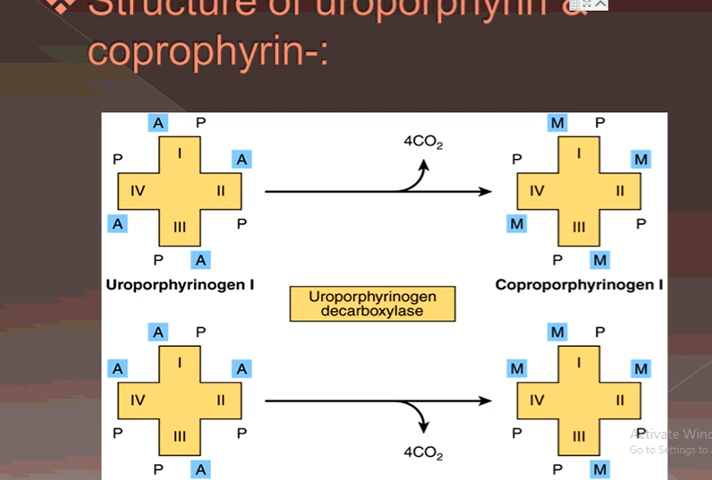 ❖ Structure of uroporphyrin &
coprophyrin-:
A P
4CO₂
M P
P I A
P I M
IV II
IV II
A III P
M III P
P A
P M
Uroporphyrinogen I
Coproporphyrinogen I
Uroporphyrinogen
decarboxylase
A P
M P
A I A
M I M
IV II
IV II
P III P
P III P
Activate Wind
Go to Settings to
4CO₂
P A
P M